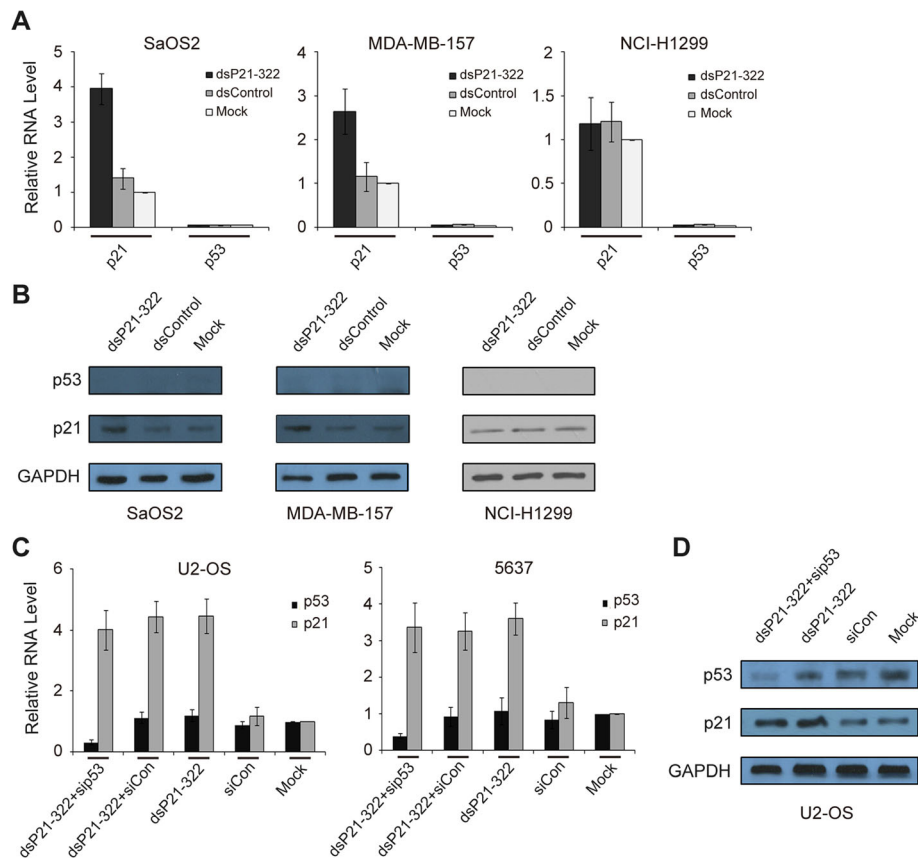 A
SaOS2
MDA-MB-157
NCI-H1299
Relative RNA Level
5
4
3
2
1
0
dsP21-322
dsControl
Mock
p21
p53
4
3
2
1
0
dsP21-322
dsControl
Mock
p21
p53
2
1.5
1
0.5
0
dsP21-322
dsControl
Mock
p21
p53
B
dsP21-322
dsControl
Mock
dsP21-322
dsControl
Mock
dsP21-322
dsControl
Mock
p53
p21
GAPDH
SaOS2
MDA-MB-157
NCI-H1299
C
U2-OS
Relative RNA Level
6
4
2
0
p53
p21
dsP21-322+sip53
dsP21-322+siCon
dsP21-322
siCon
Mock
5637
5
4
3
2
1
0
p53
p21
dsP21-322+sip53
dsP21-322+siCon
dsP21-322
siCon
Mock
D
dsP21-322+sip53
dsP21-322
siCon
Mock
p53
p21
GAPDH
U2-OS